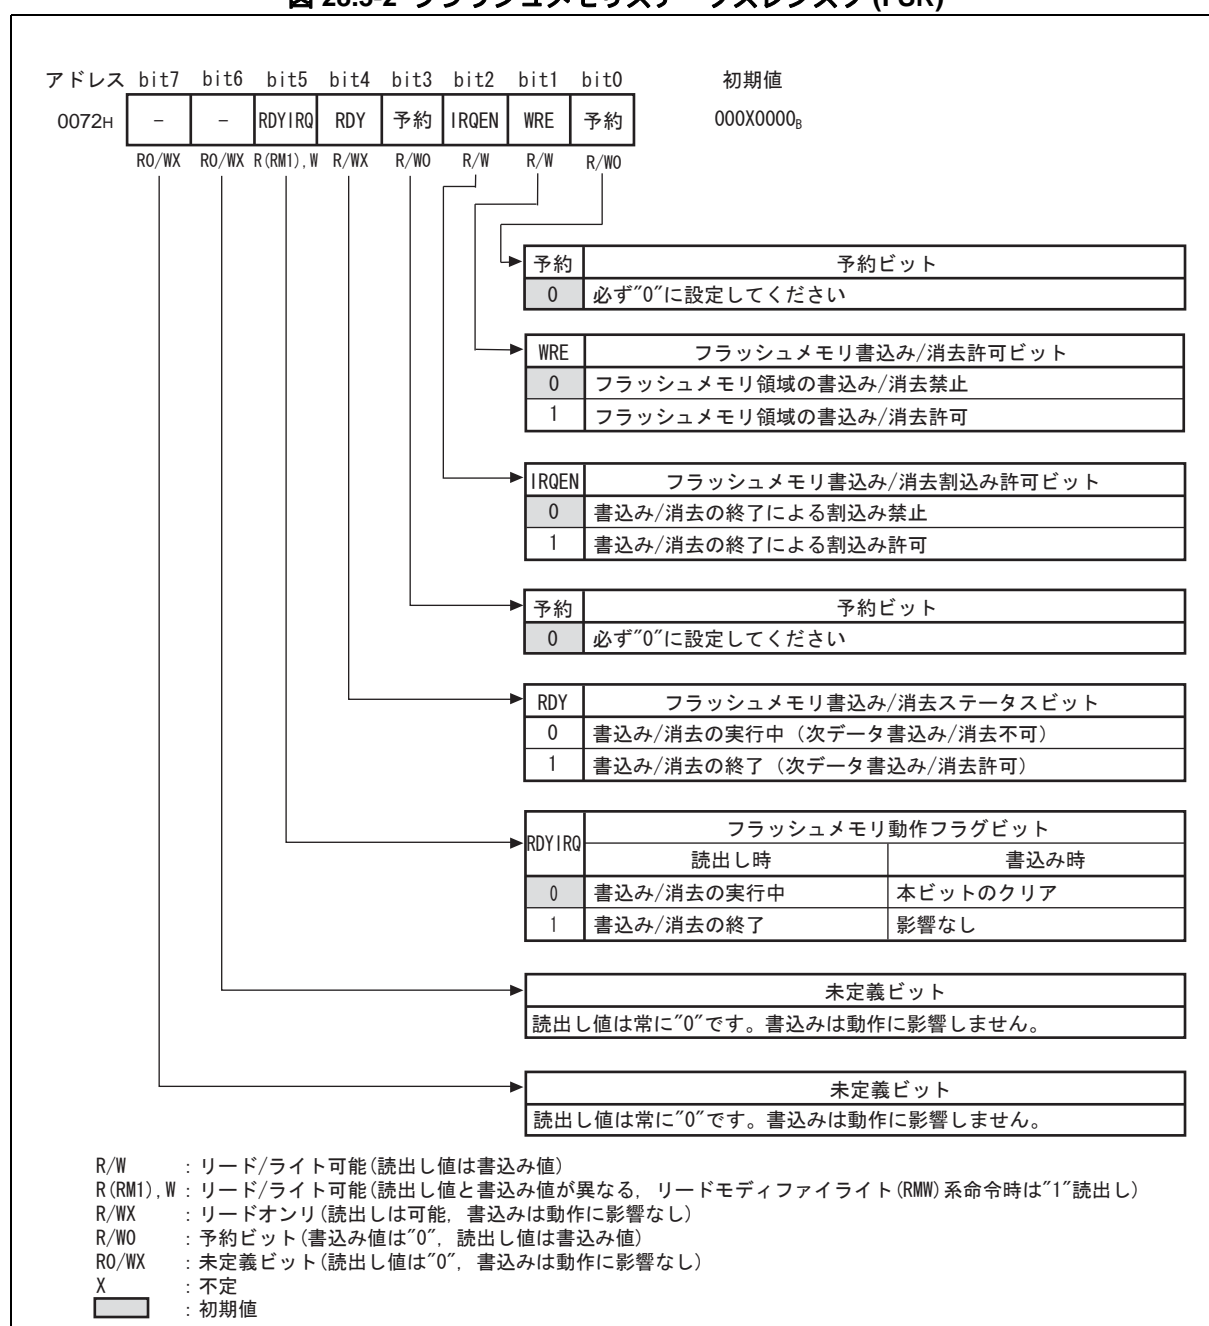 アドレス bit7 bit6 bit5 bit4 bit3 bit2 bit1 bit0 初期値
0072H - - RDYIRQ RDY 予約 IRQEN WRE 予約 000X0000B
R0/WX R0/WX R(RM1),W R/WX R/W0 R/W R/W R/W0
予約 予約ビット
0 必ず"0"に設定してください
WRE フラッシュメモリ書込み/消去許可ビット
0 フラッシュメモリ領域の書込み/消去禁止
1 フラッシュメモリ領域の書込み/消去許可
IRQEN フラッシュメモリ書込み/消去割込み許可ビット
0 書込み/消去の終了による割込み禁止
1 書込み/消去の終了による割込み許可
予約 予約ビット
0 必ず"0"に設定してください
RDY フラッシュメモリ書込み/消去ステータスビット
0 書込み/消去の実行中（次データ書込み/消去不可）
1 書込み/消去の終了（次データ書込み/消去許可）
RDYIRQ フラッシュメモリ動作フラグビット
読出し時 書込み時
0 書込み/消去の実行中 本ビットのクリア
1 書込み/消去の終了 影響なし
未定義ビット
読出し値は常に"0"です。書込みは動作に影響しません。
未定義ビット
読出し値は常に"0"です。書込みは動作に影響しません。
R/W : リード/ライト可能(読出し値は書込み値)
R(RM1),W : リード/ライト可能(読出し値と書込み値が異なる, リードモディファイライト(RMW)系命令時は"1"読出し)
R/WX : リードオンリ(読出しは可能, 書込みは動作に影響なし)
R/W0 : 予約ビット(書込み値は"0", 読出し値は書込み値)
R0/WX : 未定義ビット(読出し値は"0", 書込みは動作に影響なし)
X : 不定
: 初期値